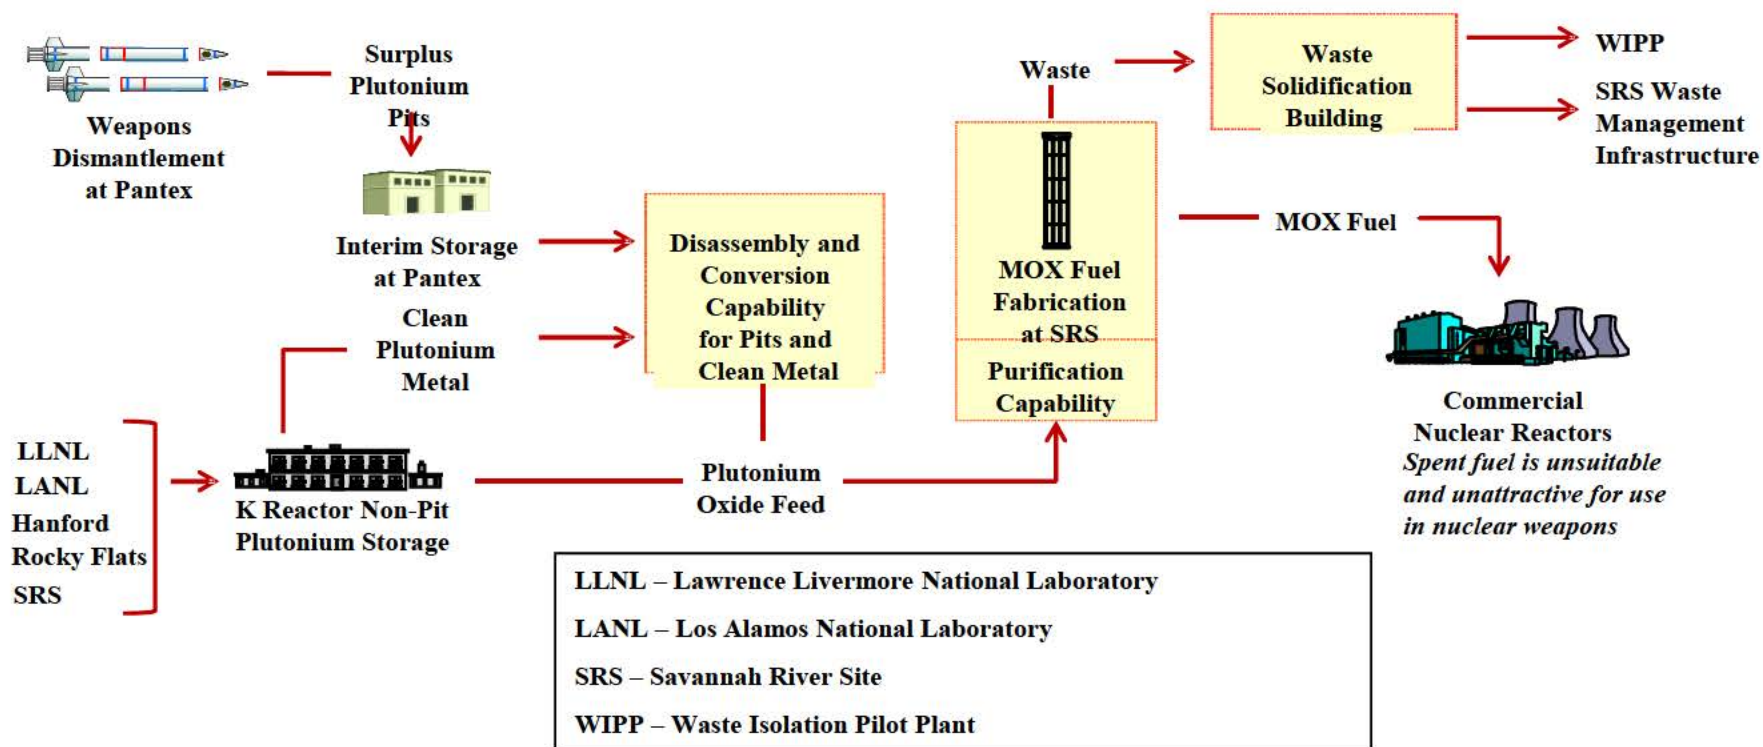 Weapons
Dismantlement
at Pantex
Surplus
Plutonium
Pits
Interim Storage
at Pantex
Clean
Plutonium
Metal
LLNL
LANL
Hanford
Rocky Flats
SRS
K Reactor Non-Pit
Plutonium Storage
Disassembly and
Conversion
Capability
for Pits and
Clean Metal
Plutonium
Oxide Feed
Waste
MOX Fuel
Fabrication
at SRS
Purification
Capability
Waste
Solidification
Building
WIPP
SRS Waste
Management
Infrastructure
MOX Fuel
Commercial
Nuclear Reactors
Spent fuel is unsuitable
and unattractive for use
in nuclear weapons
LLNL – Lawrence Livermore National Laboratory
LANL – Los Alamos National Laboratory
SRS – Savannah River Site
WIPP – Waste Isolation Pilot Plant